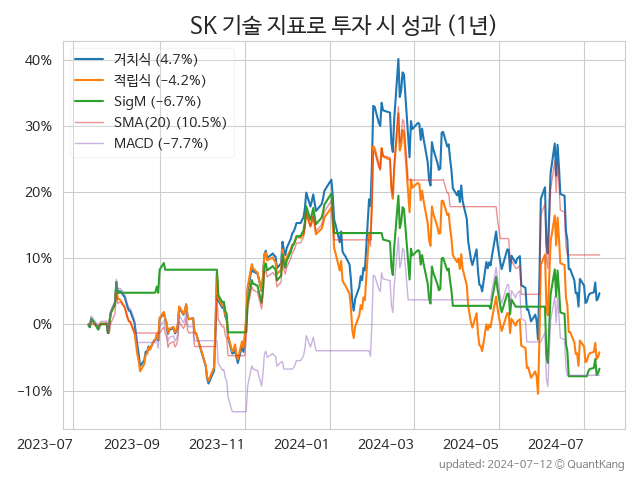 SK 기술 지표로 투자 시 성과 (1년)
거치식 (4.7%)
적립식 (−4.2%)
SigM (−6.7%)
SMA(20) (10.5%)
MACD (−7.7%)
40%
30%
20%
10%
0%
−10%
2023-07 2023-09 2023-11 2024-01 2024-03 2024-05 2024-07
updated: 2024-07-12 © QuantKang